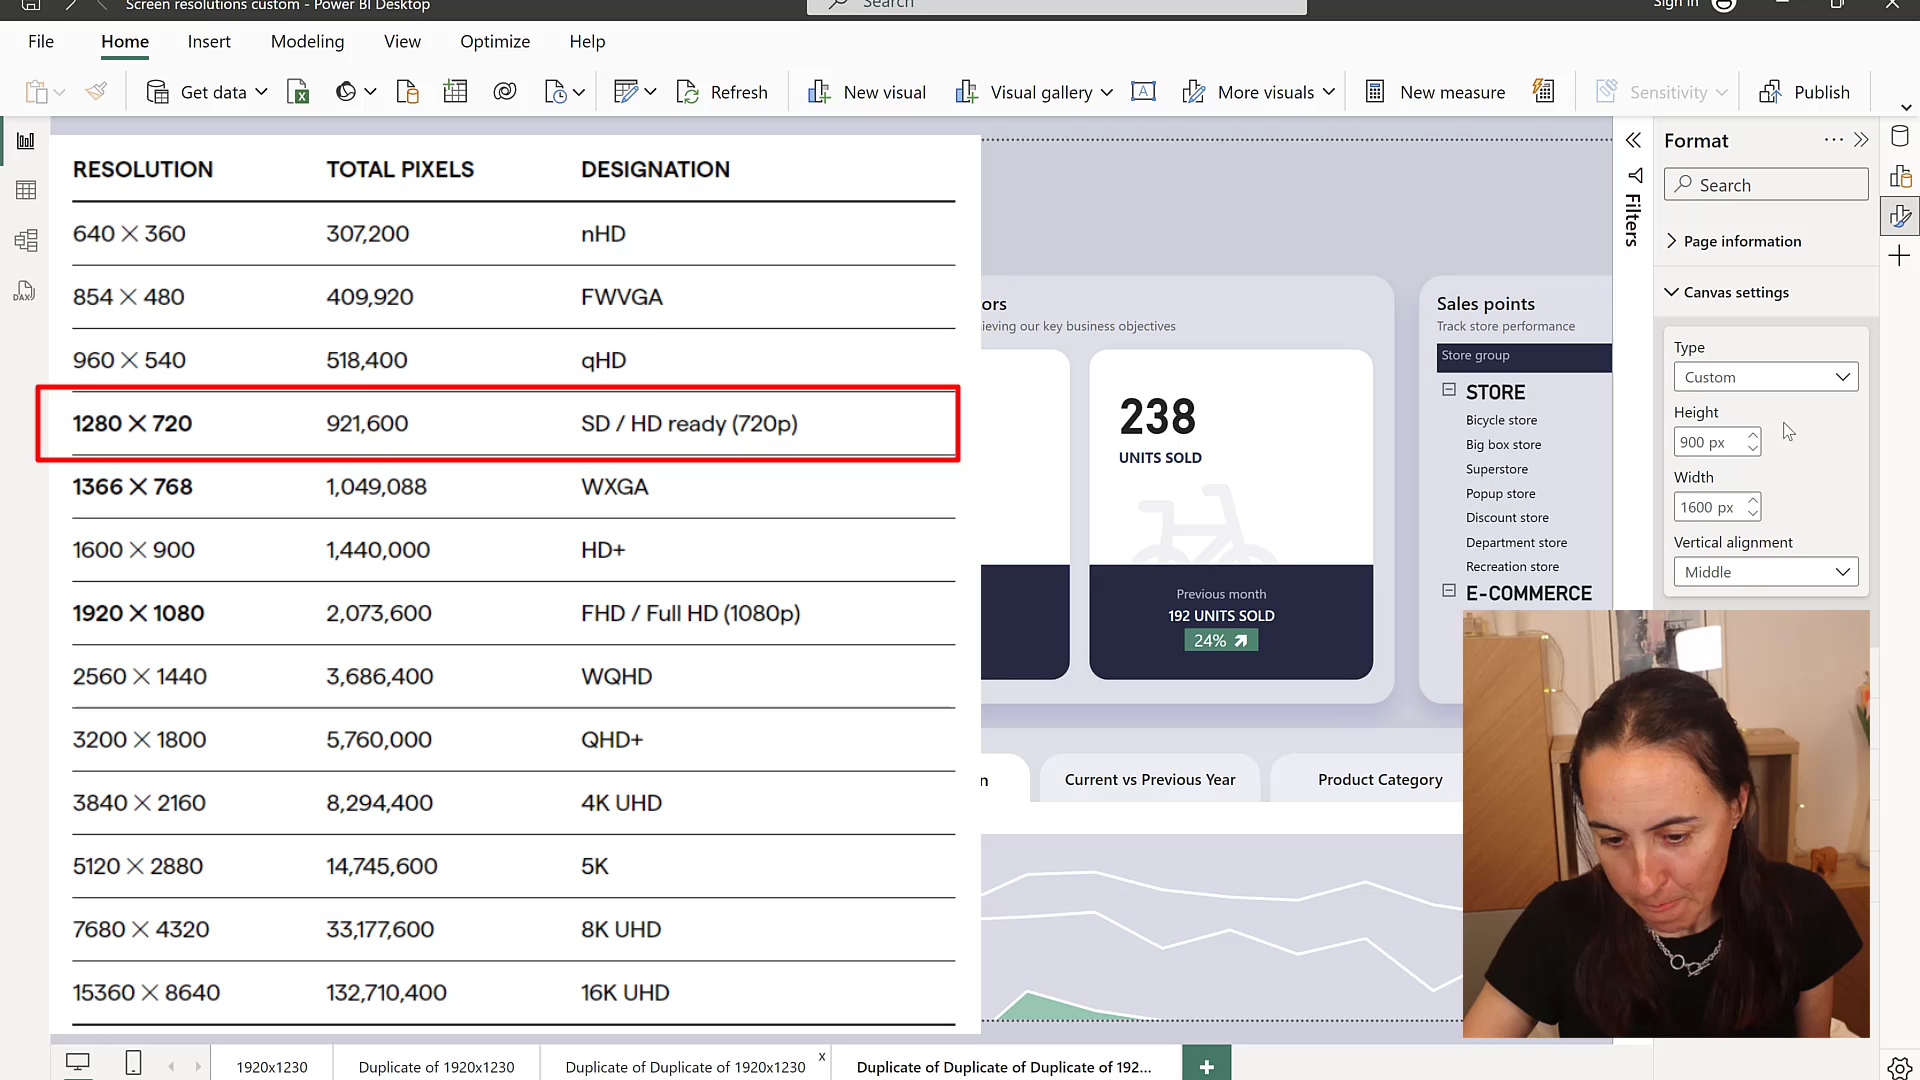 Screen resolutions custom - Power BI Desktop
Search
Sign in
File
Home
Insert
Modeling
View
Optimize
Help
Get data
Refresh
New visual
Visual gallery
More visuals
New measure
Sensitivity
Publish
RESOLUTION TOTAL PIXELS DESIGNATION
640 × 360 307,200 nHD
854 × 480 409,920 FWVGA
960 × 540 518,400 qHD
1280 × 720 921,600 SD / HD ready (720p)
1366 × 768 1,049,088 WXGA
1600 × 900 1,440,000 HD+
1920 × 1080 2,073,600 FHD / Full HD (1080p)
2560 × 1440 3,686,400 WQHD
3200 × 1800 5,760,000 QHD+
3840 × 2160 8,294,400 4K UHD
5120 × 2880 14,745,600 5K
7680 × 4320 33,177,600 8K UHD
15360 × 8640 132,710,400 16K UHD
ors
ieving our key business objectives
238
UNITS SOLD
Previous month
192 UNITS SOLD
24%
Sales points
Track store performance
Store group
STORE
Bicycle store
Big box store
Superstore
Popup store
Discount store
Department store
Recreation store
E-COMMERCE
n
Current vs Previous Year
Product Category
Filters
Format
Search
Page information
Canvas settings
Type
Custom
Height
900 px
Width
1600 px
Vertical alignment
Middle
DAX
1920x1230
Duplicate of 1920x1230
Duplicate of Duplicate of 1920x1230
x
Duplicate of Duplicate of Duplicate of 192...
+